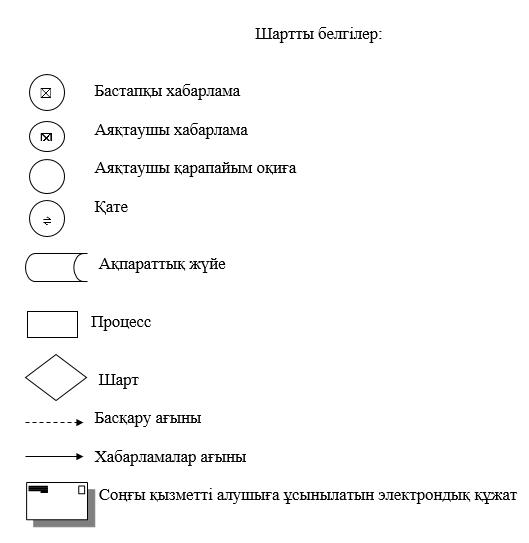 Шартты белгілер:
Бастапқы хабарлама
Аяқтаушы хабарлама
Аяқтаушы қарапайым оқиға
Қате
Ақпараттық жүйе
Процесс
Шарт
Басқару ағыны
Хабарламалар ағыны
Соңғы қызметті алушыға ұсынылатын электрондық құжат